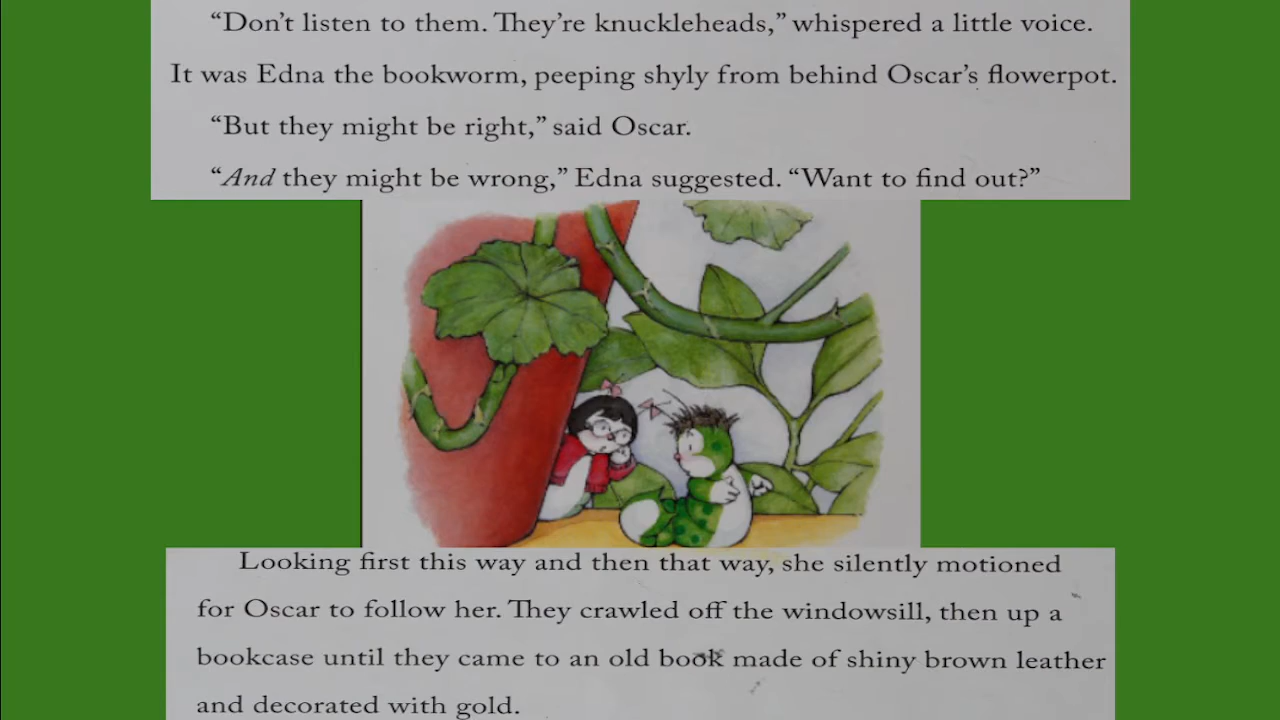 “Don’t listen to them. They’re knuckleheads,” whispered a little voice.
It was Edna the bookworm, peeping shyly from behind Oscar’s flowerpot.
“But they might be right,” said Oscar.
“And they might be wrong,” Edna suggested. “Want to find out?”
Looking first this way and then that way, she silently motioned
for Oscar to follow her. They crawled off the windowsill, then up a
bookcase until they came to an old book made of shiny brown leather
and decorated with gold.